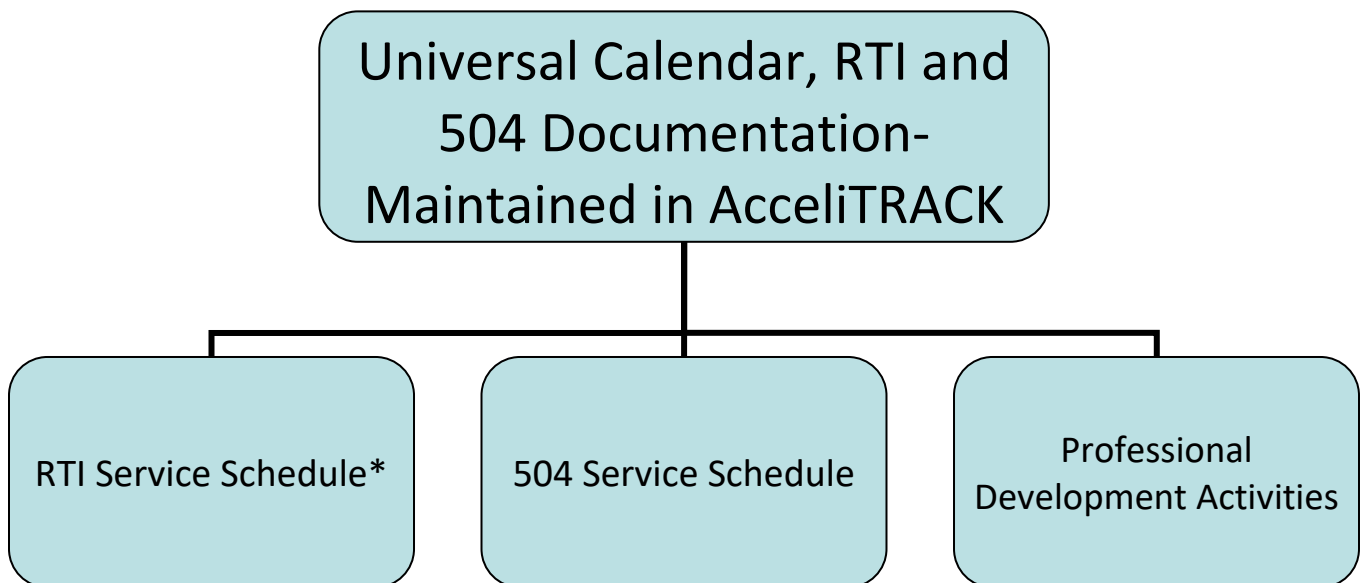 Universal Calendar, RTI and
504 Documentation-
Maintained in AcceliTRACK
RTI Service Schedule*
504 Service Schedule
Professional
Development Activities